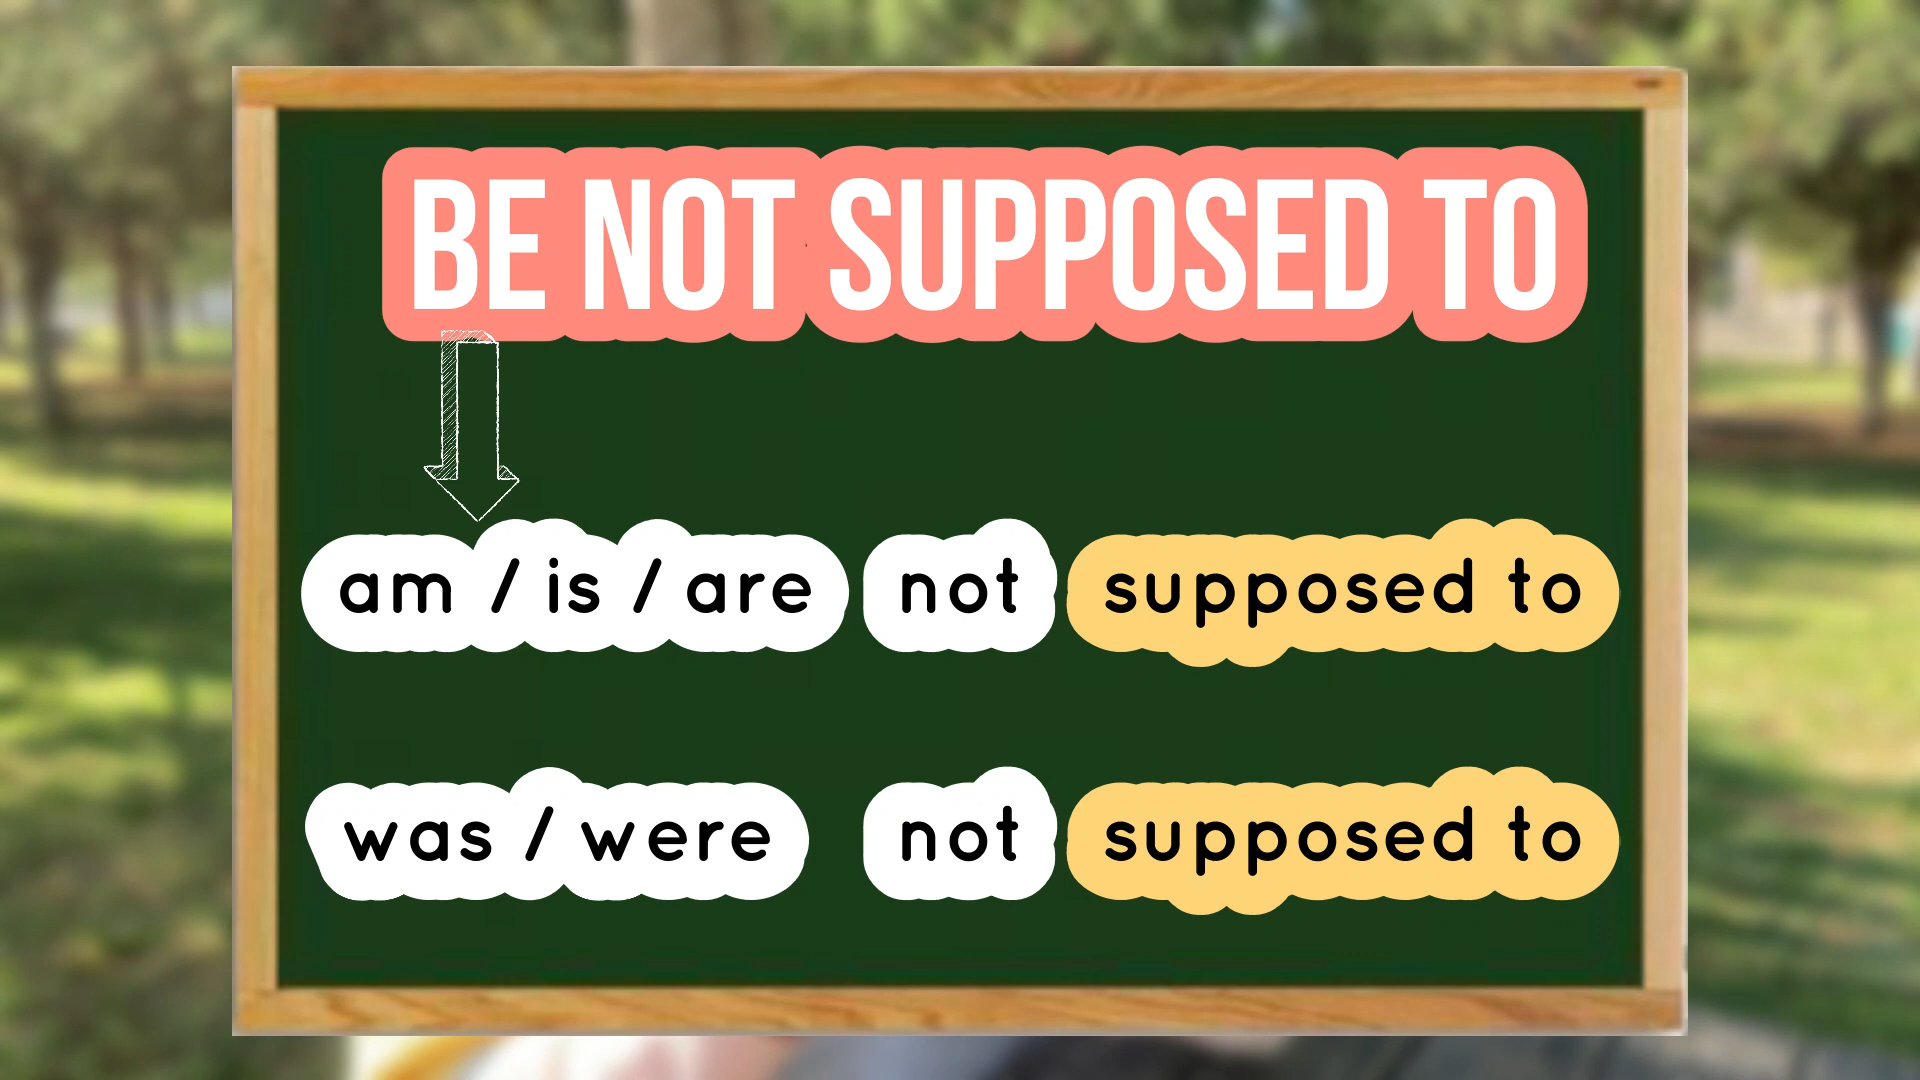 BE NOT SUPPOSED TO
am / is / are not supposed to
was / were not supposed to